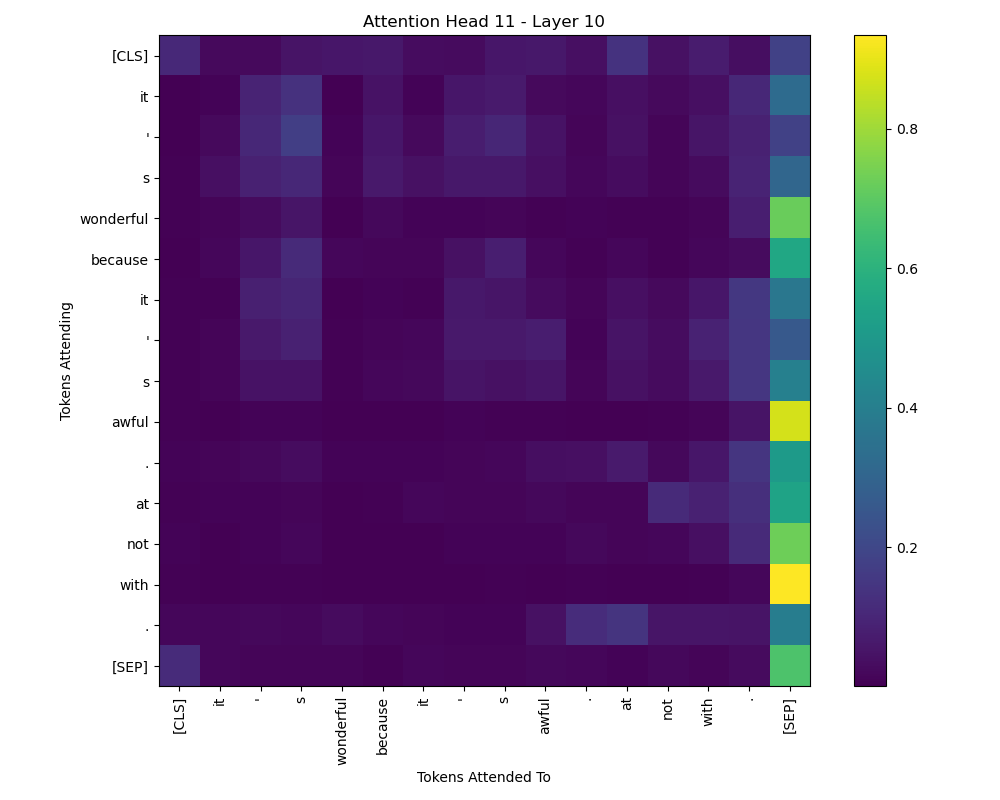 Attention Head 11 - Layer 10
[CLS]
it
'
s
wonderful
because
it
'
s
awful
.
at
not
with
.
[SEP]
Tokens Attending
[CLS]
it
'
s
wonderful
because
it
'
s
awful
.
at
not
with
.
[SEP]
Tokens Attended To
0.8
0.6
0.4
0.2